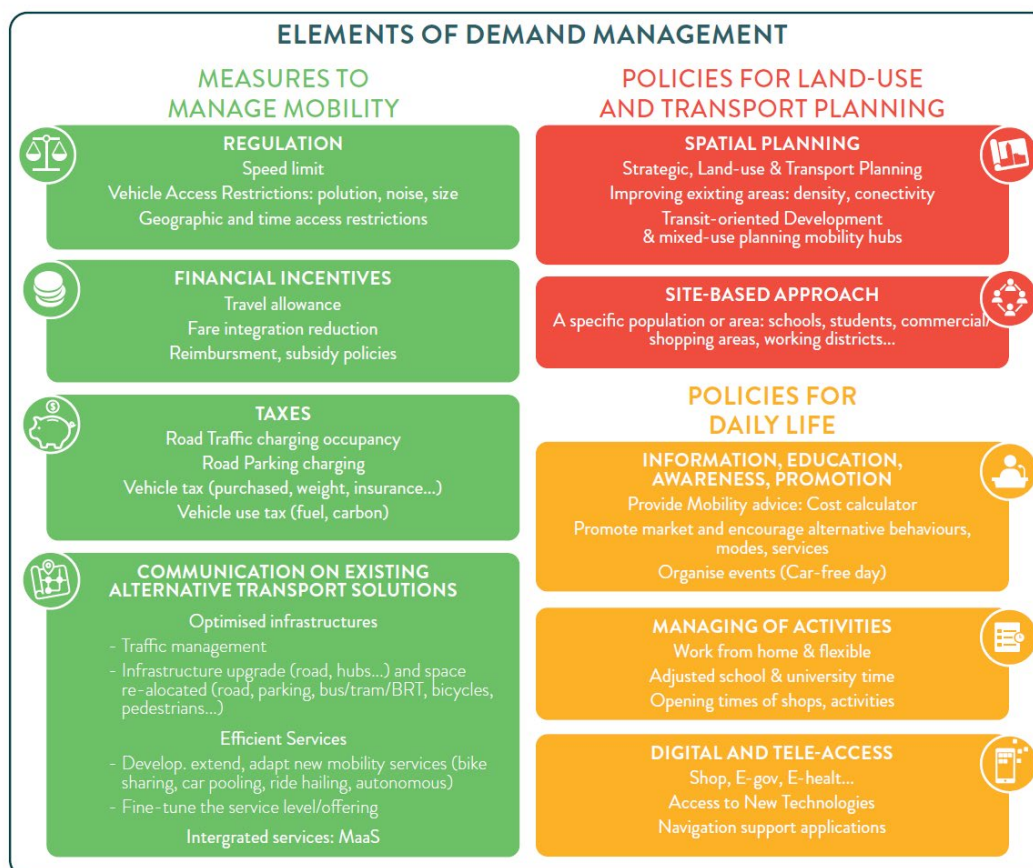 ELEMENTS OF DEMAND MANAGEMENT
MEASURES TO
MANAGE MOBILITY
REGULATION
Speed limit
Vehicle Access Restrictions: polution, noise, size
Geographic and time access restrictions
FINANCIAL INCENTIVES
Travel allowance
Fare integration reduction
Reimbursment, subsidy policies
TAXES
Road Traffic charging occupancy
Road Parking charging
Vehicle tax (purchased, weight, insurance...)
Vehicle use tax (fuel, carbon)
COMMUNICATION ON EXISTING
ALTERNATIVE TRANSPORT SOLUTIONS
Optimised infrastructures
- Traffic management
- Infrastructure upgrade (road, hubs...) and space
re-alocated (road, parking, bus/tram/BRT, bicycles,
pedestrians...)
Efficient Services
- Develop. extend, adapt new mobility services (bike
sharing, car pooling, ride hailing, autonomous)
- Fine-tune the service level/offering
Intergrated services: MaaS
POLICIES FOR LAND-USE
AND TRANSPORT PLANNING
SPATIAL PLANNING
Strategic, Land-use & Transport Planning
Improving exixting areas: density, conectivity
Transit-oriented Development
& mixed-use planning mobility hubs
SITE-BASED APPROACH
A specific population or area: schools, students, commercial/
shopping areas, working districts...
POLICIES FOR
DAILY LIFE
INFORMATION, EDUCATION,
AWARENESS, PROMOTION
Provide Mobility advice: Cost calculator
Promote market and encourage alternative behaviours,
modes, services
Organise events (Car-free day)
MANAGING OF ACTIVITIES
Work from home & flexible
Adjusted school & university time
Opening times of shops, activities
DIGITAL AND TELE-ACCESS
Shop, E-gov, E-healt...
Access to New Technologies
Navigation support applications